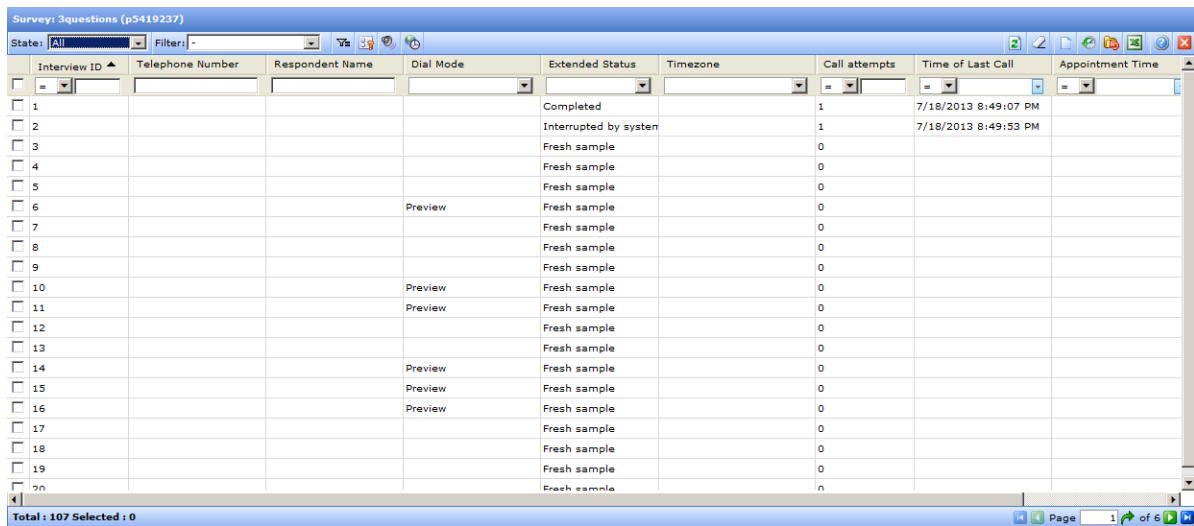 Survey: 3questions (p5419237)
State: All Filter: -
Interview ID Telephone Number Respondent Name Dial Mode Extended Status Timezone Call attempts Time of Last Call Appointment Time
= = = =
1 Completed 1 7/18/2013 8:49:07 PM
2 Interrupted by system 1 7/18/2013 8:49:53 PM
3 Fresh sample 0
4 Fresh sample 0
5 Fresh sample 0
6 Preview Fresh sample 0
7 Fresh sample 0
8 Fresh sample 0
9 Fresh sample 0
10 Preview Fresh sample 0
11 Preview Fresh sample 0
12 Fresh sample 0
13 Fresh sample 0
14 Preview Fresh sample 0
15 Preview Fresh sample 0
16 Preview Fresh sample 0
17 Fresh sample 0
18 Fresh sample 0
19 Fresh sample 0
20 Fresh sample 0
Total : 107 Selected : 0 Page 1 of 6